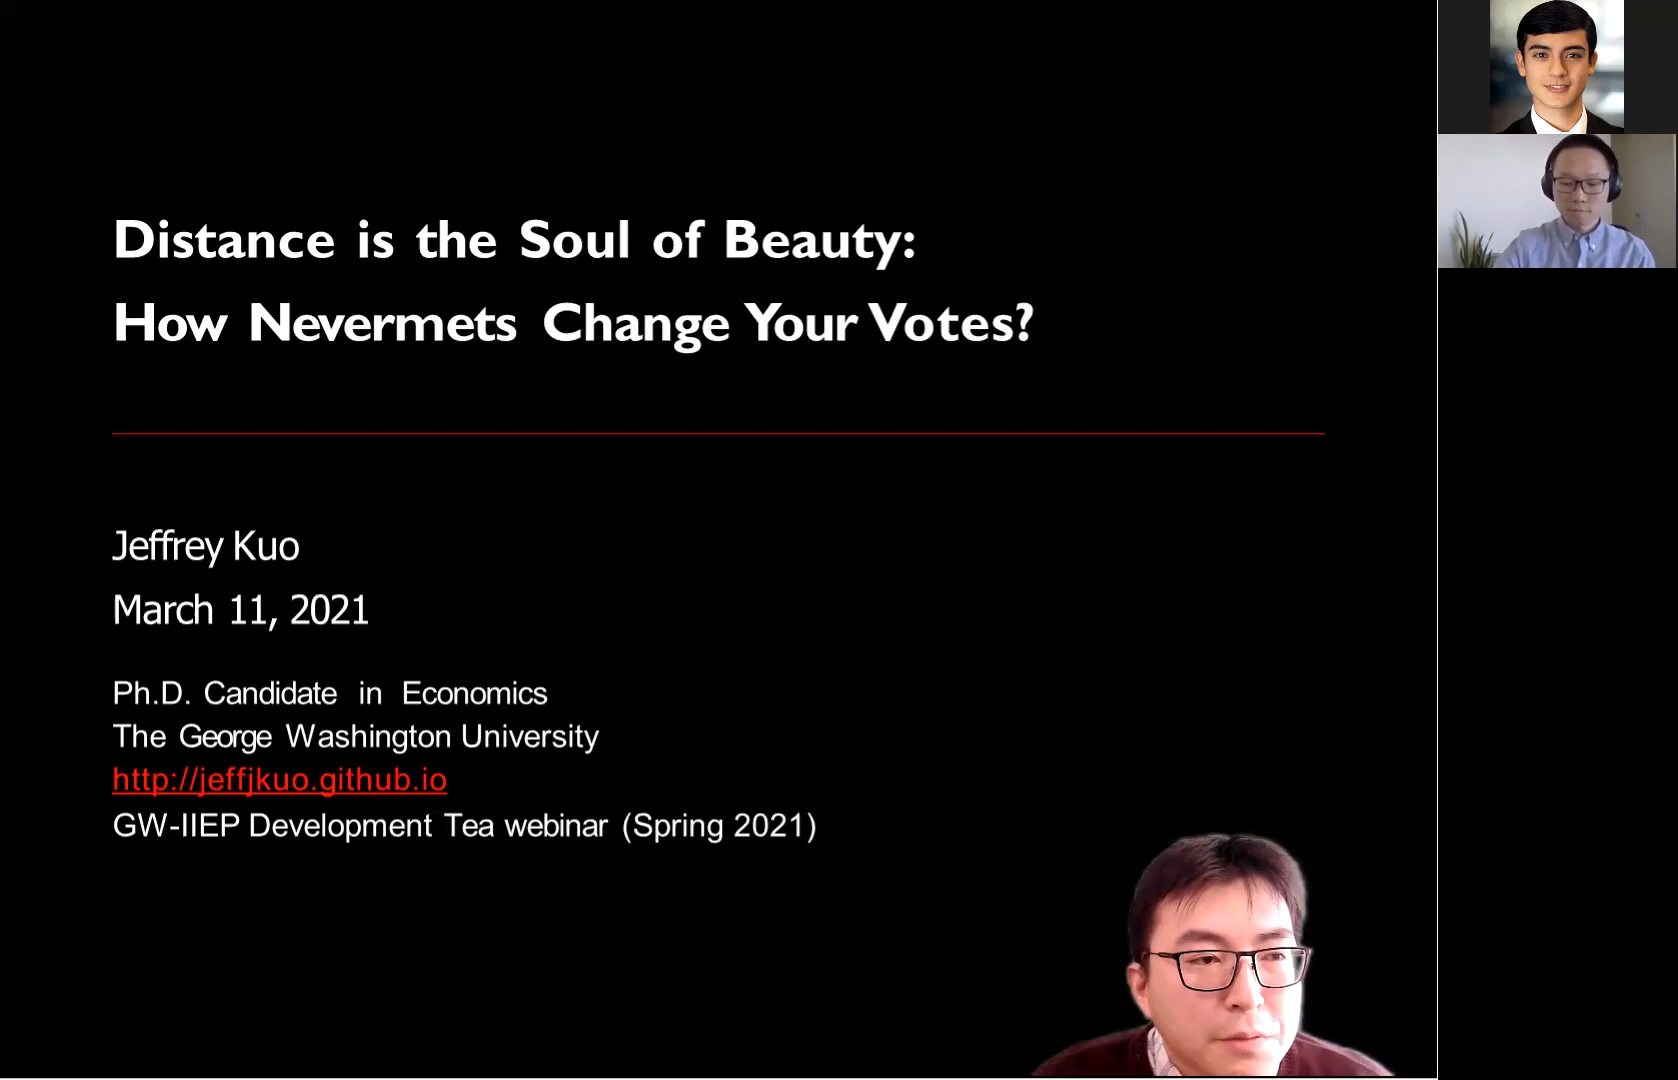 Distance is the Soul of Beauty:
How Nevermets Change Your Votes?
Jeffrey Kuo
March 11, 2021
Ph.D. Candidate in Economics
The George Washington University
http://jeffjkuo.github.io
GW-IIEP Development Tea webinar (Spring 2021)